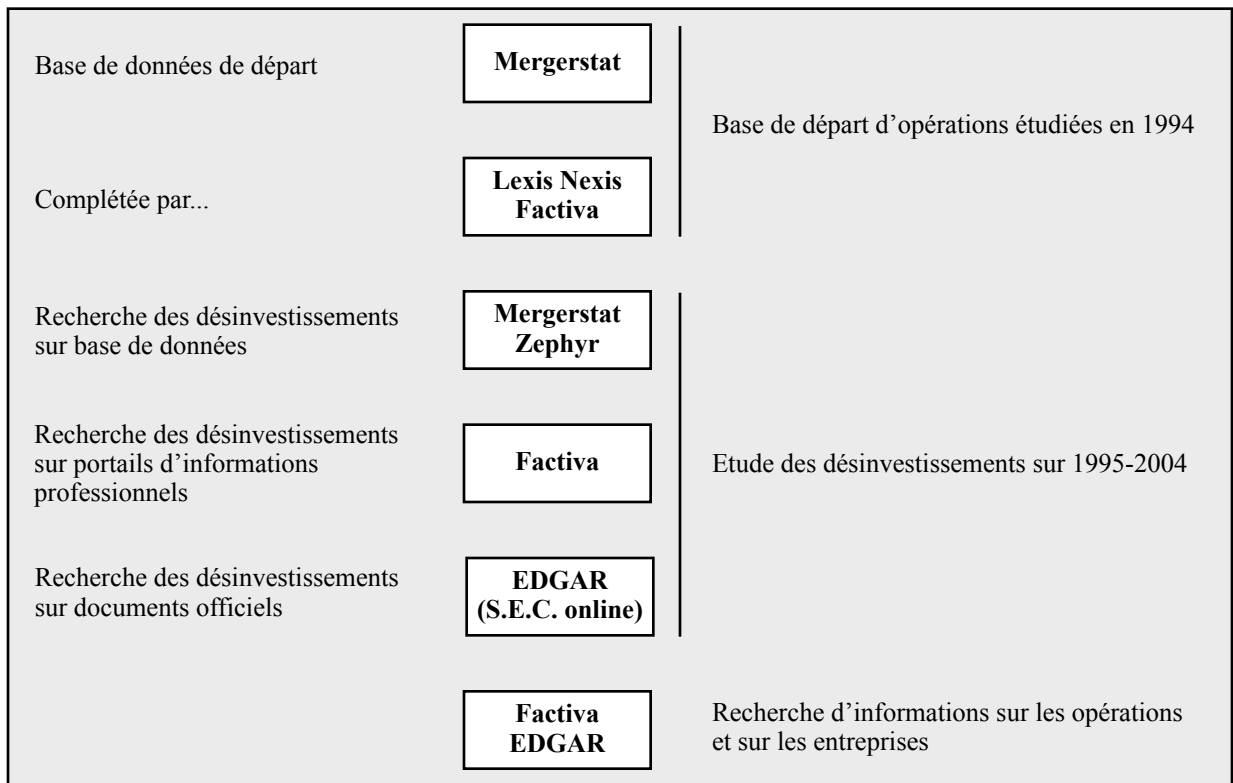 Base de données de départ
Mergerstat
Base de départ d’opérations étudiées en 1994
Complétée par...
Lexis Nexis
Factiva
Recherche des désinvestissements
sur base de données
Mergerstat
Zephyr
Recherche des désinvestissements
sur portails d’informations
professionnels
Factiva
Etude des désinvestissements sur 1995-2004
Recherche des désinvestissements
sur documents officiels
EDGAR
(S.E.C. online)
Factiva
EDGAR
Recherche d’informations sur les opérations
et sur les entreprises